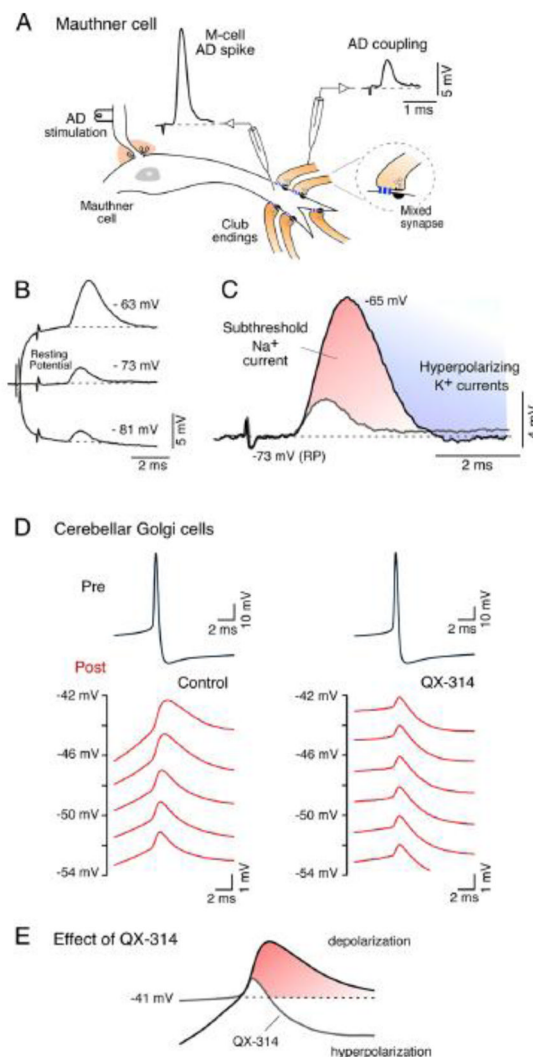 A Mauthner cell
M-cell
AD spike
AD coupling
5 mV
1 ms
AD
stimulation
Mauthner
cell
Club
endings
Mixed
synapse
B
- 63 mV
Resting
Potential
- 73 mV
- 81 mV
5 mV
2 ms
C
-65 mV
Subthreshold
Na+
current
Hyperpolarizing
K+ currents
-73 mV (RP)
2 ms
D Cerebellar Golgi cells
Pre
2 ms
10 mV
2 ms
10 mV
Post
Control
QX-314
-42 mV
-46 mV
-50 mV
-54 mV
2 ms
1 mV
-42 mV
-46 mV
-50 mV
-54 mV
2 ms
1 mV
E Effect of QX-314
depolarization
-41 mV
QX-314
hyperpolarization